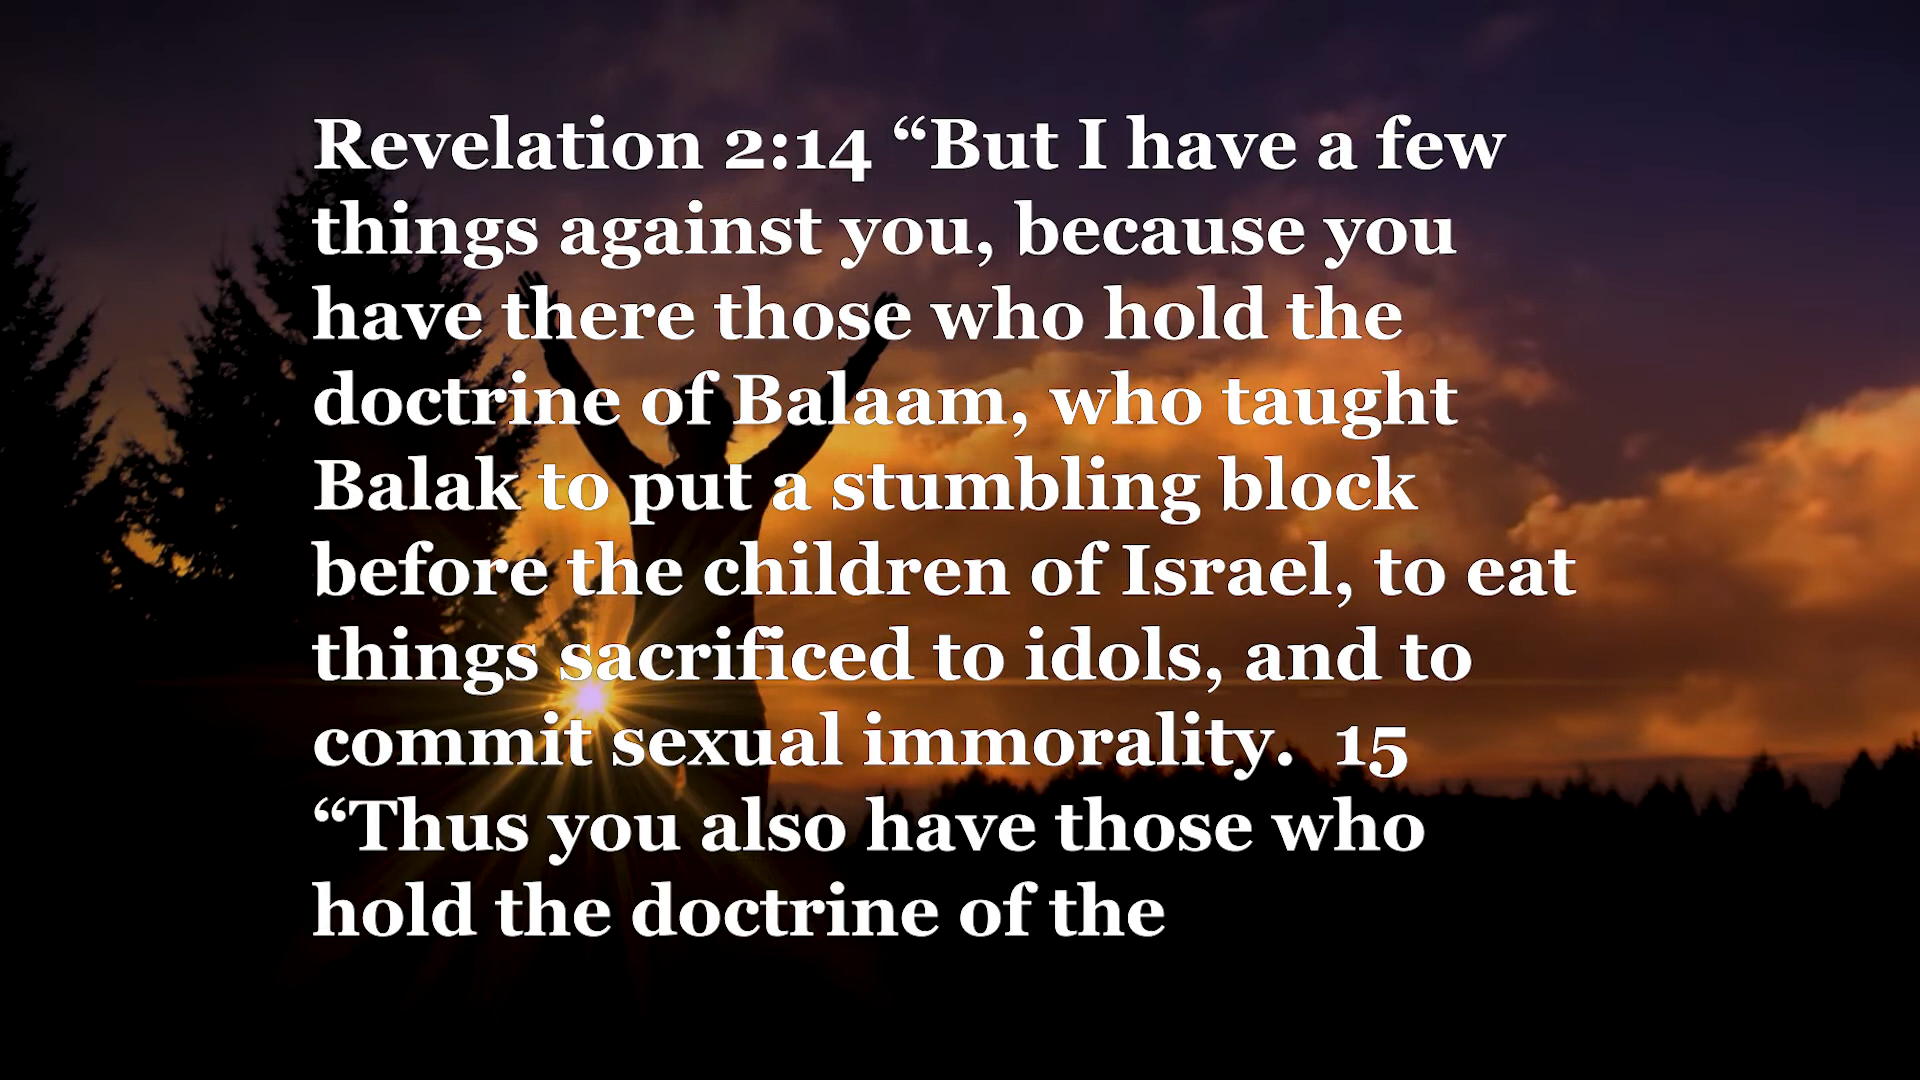 Revelation 2:14 “But I have a few
things against you, because you
have there those who hold the
doctrine of Balaam, who taught
Balak to put a stumbling block
before the children of Israel, to eat
things sacrificed to idols, and to
commit sexual immorality.  15
“Thus you also have those who
hold the doctrine of the